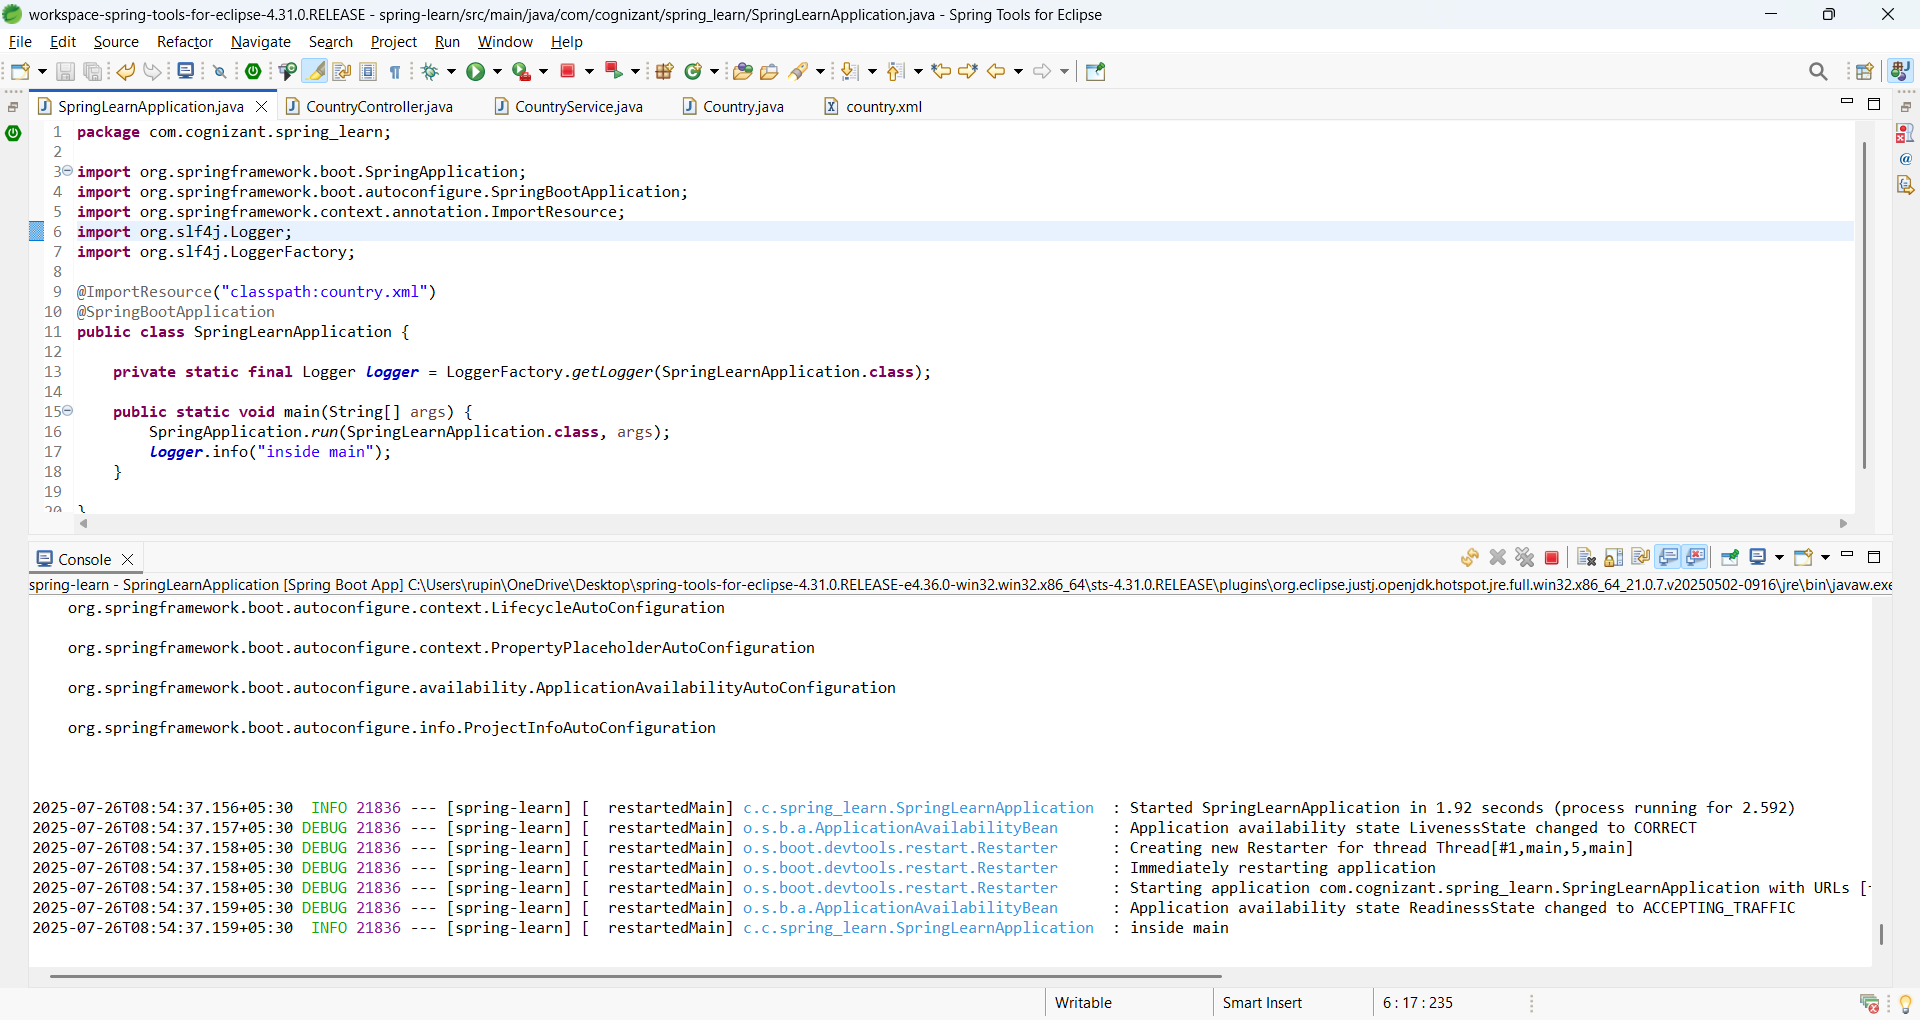 workspace-spring-tools-for-eclipse-4.31.0.RELEASE - spring-learn/src/main/java/com/cognizant/spring_learn/SpringLearnApplication.java - Spring Tools for Eclipse
File Edit Source Refactor Navigate Search Project Run Window Help
SpringLearnApplication.java CountryController.java CountryService.java Country.java country.xml
1 package com.cognizant.spring_learn;
2
3 import org.springframework.boot.SpringApplication;
4 import org.springframework.boot.autoconfigure.SpringBootApplication;
5 import org.springframework.context.annotation.ImportResource;
6 import org.slf4j.Logger;
7 import org.slf4j.LoggerFactory;
8
9 @ImportResource("classpath:country.xml")
10 @SpringBootApplication
11 public class SpringLearnApplication {
12
13 private static final Logger logger = LoggerFactory.getLogger(SpringLearnApplication.class);
14
15 public static void main(String[] args) {
16 SpringApplication.run(SpringLearnApplication.class, args);
17 logger.info("inside main");
18 }
19
20 }
Console
spring-learn - SpringLearnApplication [Spring Boot App] C:\Users\rupin\OneDrive\Desktop\spring-tools-for-eclipse-4.31.0.RELEASE-e4.36.0-win32.win32.x86_64\sts-4.31.0.RELEASE\plugins\org.eclipse.justj.openjdk.hotspot.jre.full.win32.x86_64_21.0.7.v20250502-0916\jre\bin\javaw.exe
org.springframework.boot.autoconfigure.context.LifecycleAutoConfiguration
org.springframework.boot.autoconfigure.context.PropertyPlaceholderAutoConfiguration
org.springframework.boot.autoconfigure.availability.ApplicationAvailabilityAutoConfiguration
org.springframework.boot.autoconfigure.info.ProjectInfoAutoConfiguration
2025-07-26T08:54:37.156+05:30 INFO 21836 --- [spring-learn] [ restartedMain] c.c.spring_learn.SpringLearnApplication : Started SpringLearnApplication in 1.92 seconds (process running for 2.592)
2025-07-26T08:54:37.157+05:30 DEBUG 21836 --- [spring-learn] [ restartedMain] o.s.b.a.ApplicationAvailabilityBean : Application availability state LivenessState changed to CORRECT
2025-07-26T08:54:37.158+05:30 DEBUG 21836 --- [spring-learn] [ restartedMain] o.s.boot.devtools.restart.Restarter : Creating new Restarter for thread Thread[#1,main,5,main]
2025-07-26T08:54:37.158+05:30 DEBUG 21836 --- [spring-learn] [ restartedMain] o.s.boot.devtools.restart.Restarter : Immediately restarting application
2025-07-26T08:54:37.158+05:30 DEBUG 21836 --- [spring-learn] [ restartedMain] o.s.boot.devtools.restart.Restarter : Starting application com.cognizant.spring_learn.SpringLearnApplication with URLs [
2025-07-26T08:54:37.159+05:30 DEBUG 21836 --- [spring-learn] [ restartedMain] o.s.b.a.ApplicationAvailabilityBean : Application availability state ReadinessState changed to ACCEPTING_TRAFFIC
2025-07-26T08:54:37.159+05:30 INFO 21836 --- [spring-learn] [ restartedMain] c.c.spring_learn.SpringLearnApplication : inside main
Writable Smart Insert 6 : 17 : 235